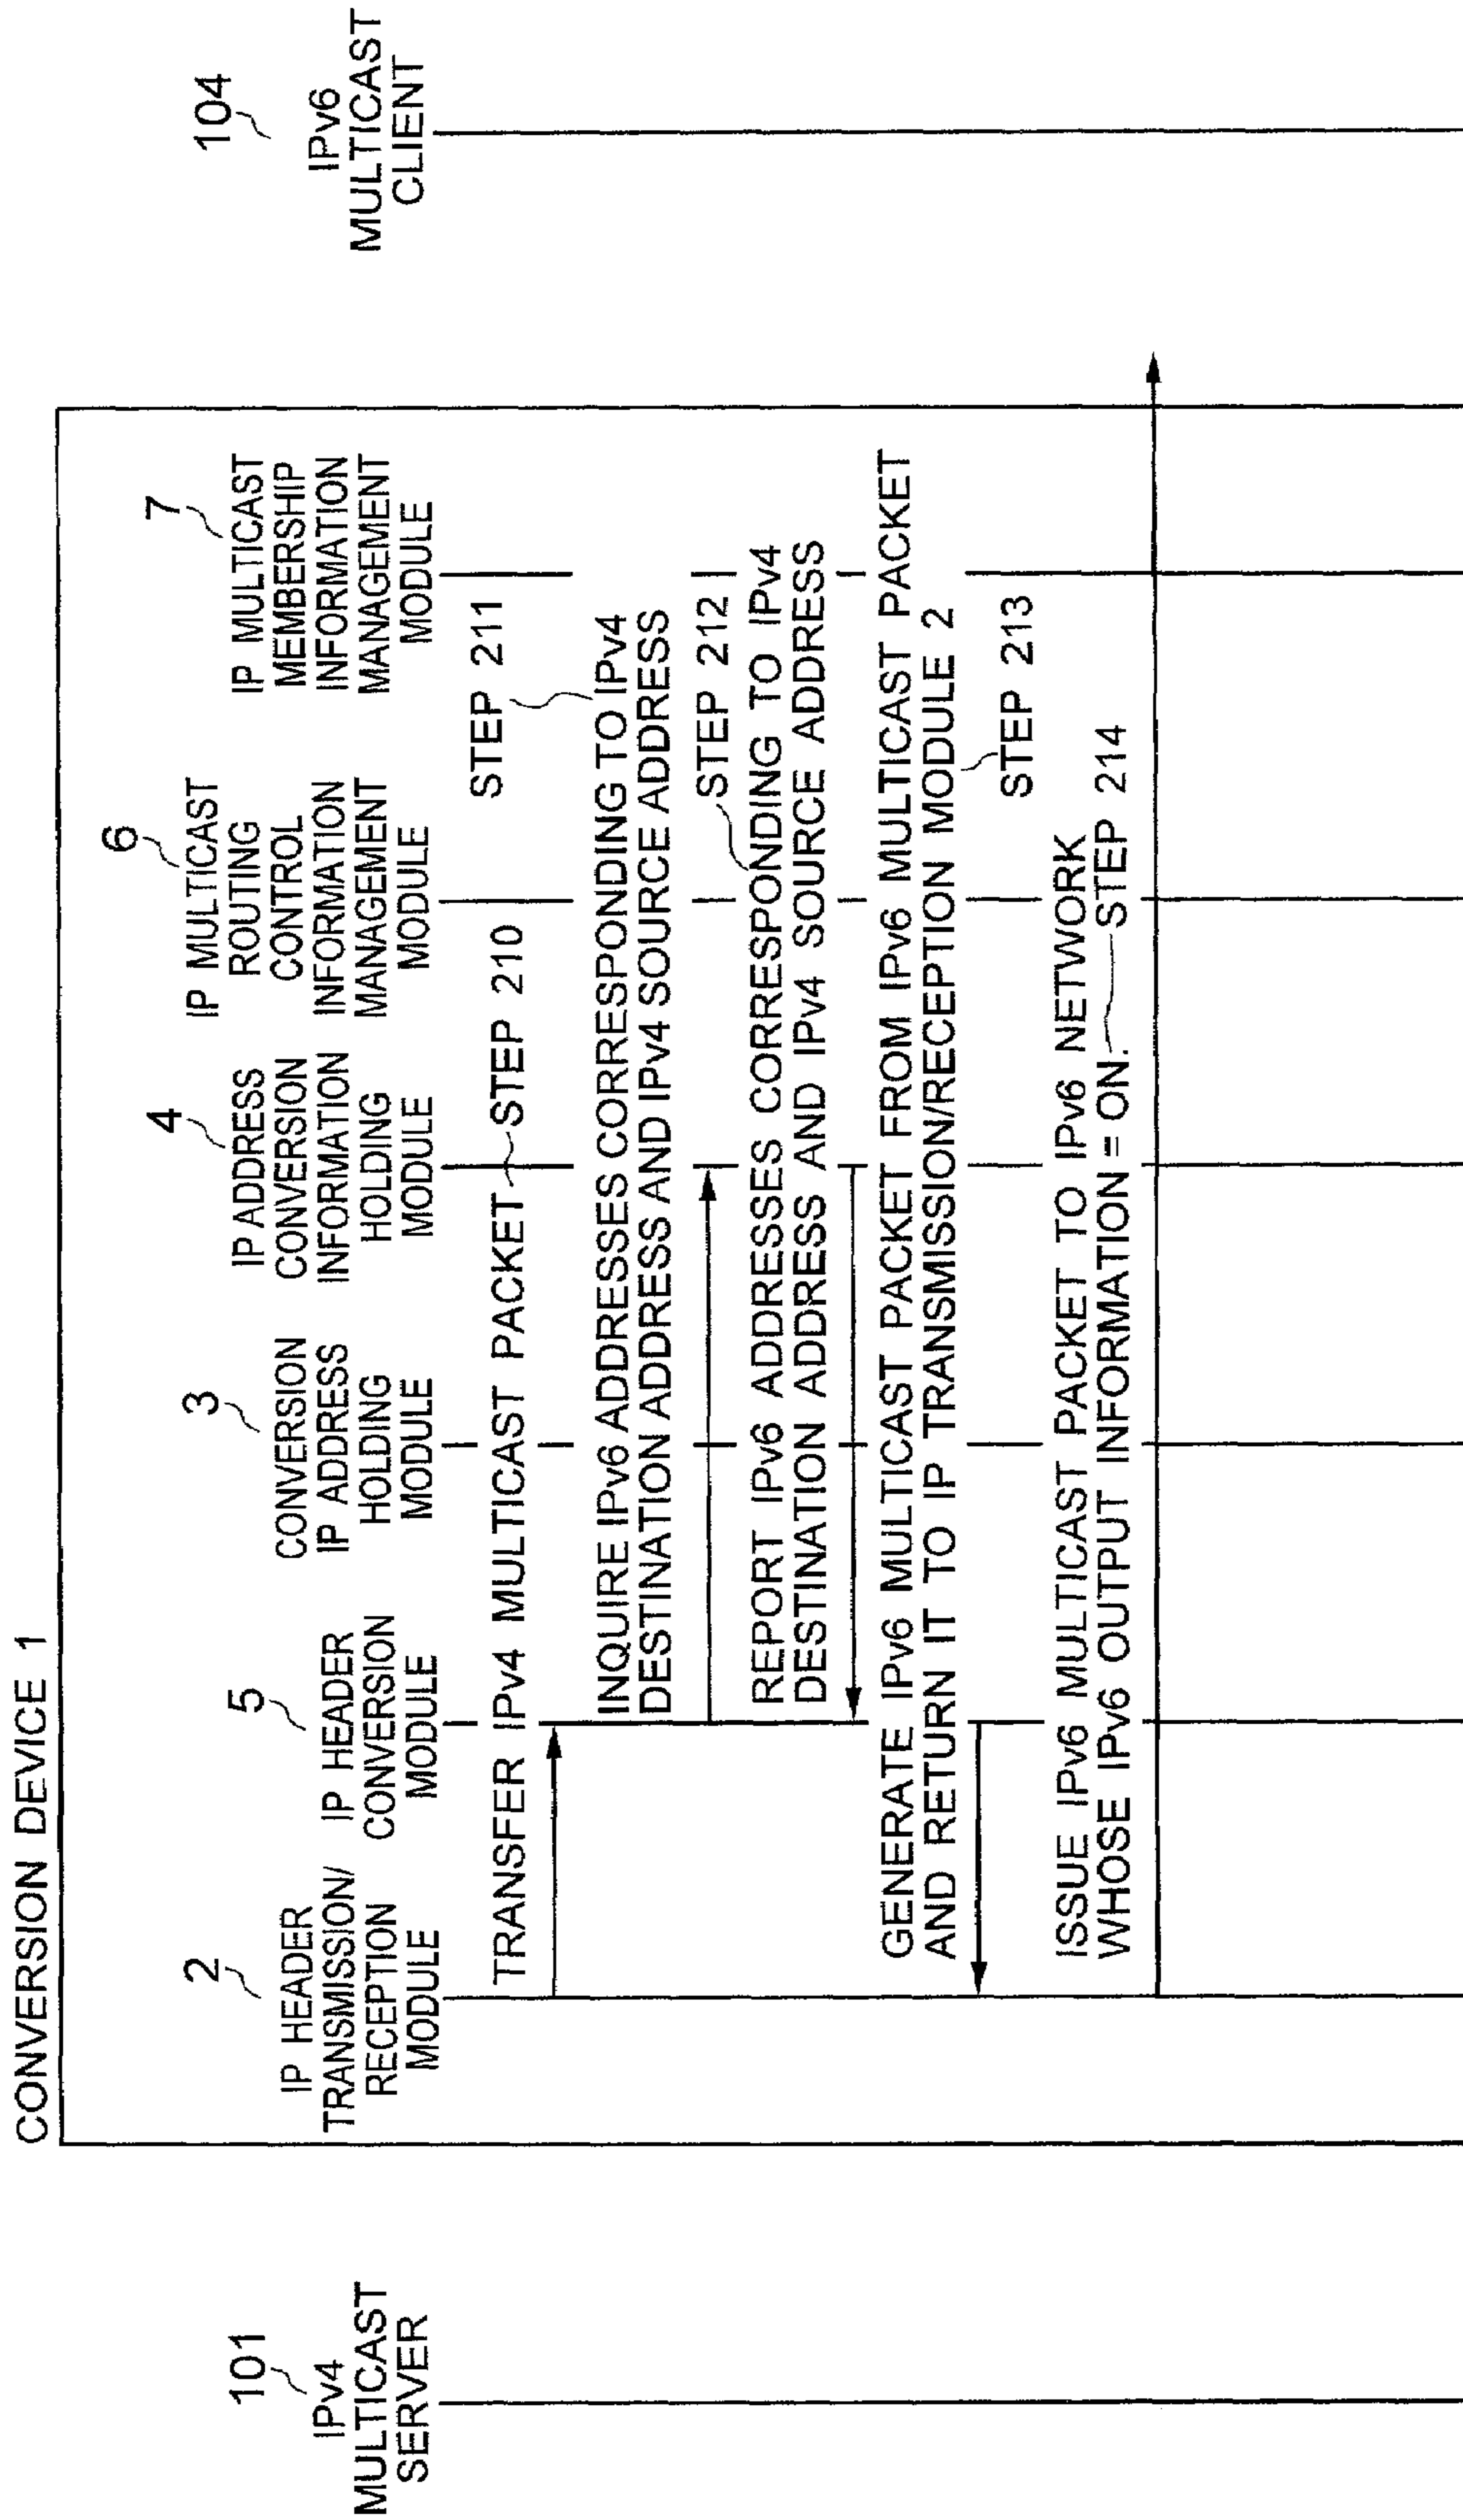 CONVERSION DEVICE 1
101
IPv4
MULTICAST
SERVER
2
IP HEADER
TRANSMISSION/
RECEPTION
MODULE
5
IP HEADER
CONVERSION
MODULE
3
CONVERSION
IP ADDRESS
HOLDING
MODULE
4
IP ADDRESS
CONVERSION
INFORMATION
HOLDING
MODULE
6
IP MULTICAST
ROUTING
CONTROL
INFORMATION
MANAGEMENT
MODULE
7
IP MULTICAST
MEMBERSHIP
INFORMATION
MANAGEMENT
MODULE
104
IPv6
MULTICAST
CLIENT
TRANSFER IPv4 MULTICAST PACKET STEP 210
STEP 211
INQUIRE IPv6 ADDRESSES CORRESPONDING TO IPv4
DESTINATION ADDRESS AND IPv4 SOURCE ADDRESS
STEP 212
REPORT IPv6 ADDRESSES CORRESPONDING TO IPv4
DESTINATION ADDRESS AND IPv4 SOURCE ADDRESS
GENERATE IPv6 MULTICAST PACKET FROM IPv6 MULTICAST PACKET
AND RETURN IT TO IP TRANSMISSION/RECEPTION MODULE 2
STEP 213
ISSUE IPv6 MULTICAST PACKET TO IPv6 NETWORK
WHOSE IPv6 OUTPUT INFORMATION = ON. STEP 214